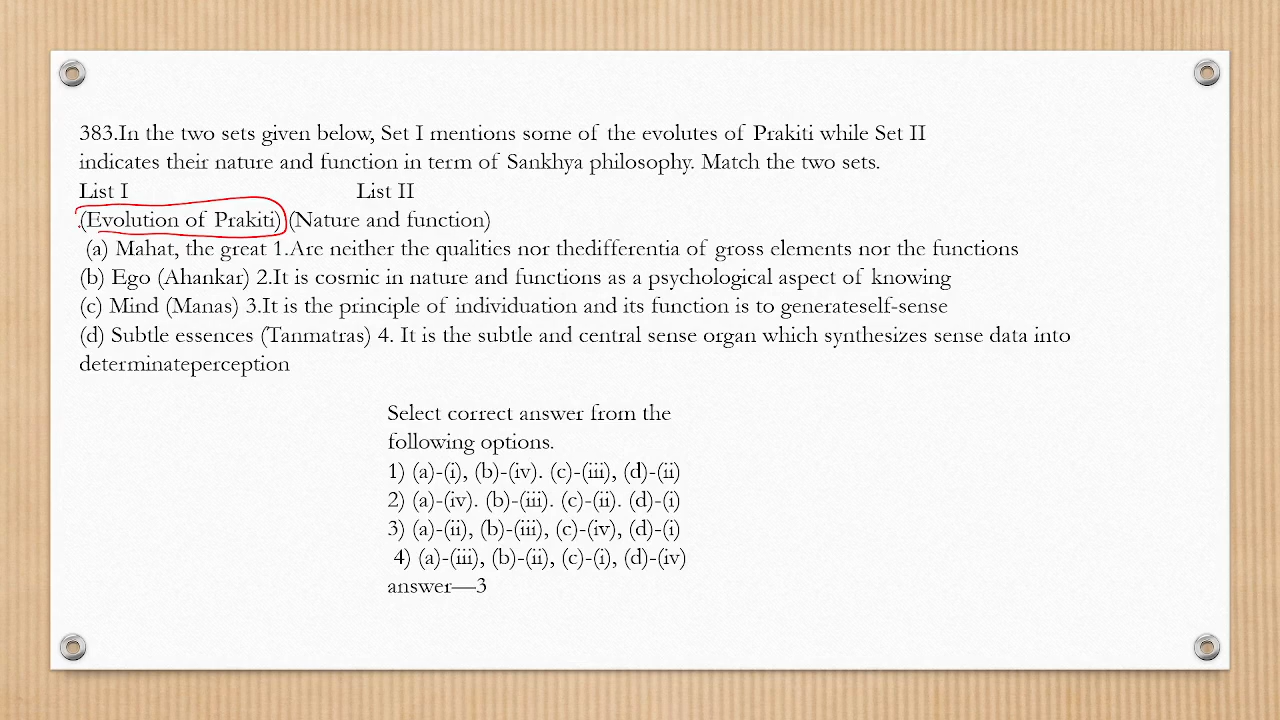 383.In the two sets given below, Set I mentions some of the evolutes of Prakiti while Set II
indicates their nature and function in term of Sankhya philosophy. Match the two sets.
List I List II
(Evolution of Prakiti) (Nature and function)
(a) Mahat, the great 1.Are neither the qualities nor thedifferentia of gross elements nor the functions
(b) Ego (Ahankar) 2.It is cosmic in nature and functions as a psychological aspect of knowing
(c) Mind (Manas) 3.It is the principle of individuation and its function is to generateself-sense
(d) Subtle essences (Tanmatras) 4. It is the subtle and central sense organ which synthesizes sense data into
determinateperception
Select correct answer from the
following options.
1) (a)-(i), (b)-(iv). (c)-(iii), (d)-(ii)
2) (a)-(iv). (b)-(iii). (c)-(ii). (d)-(i)
3) (a)-(ii), (b)-(iii), (c)-(iv), (d)-(i)
4) (a)-(iii), (b)-(ii), (c)-(i), (d)-(iv)
answer—3